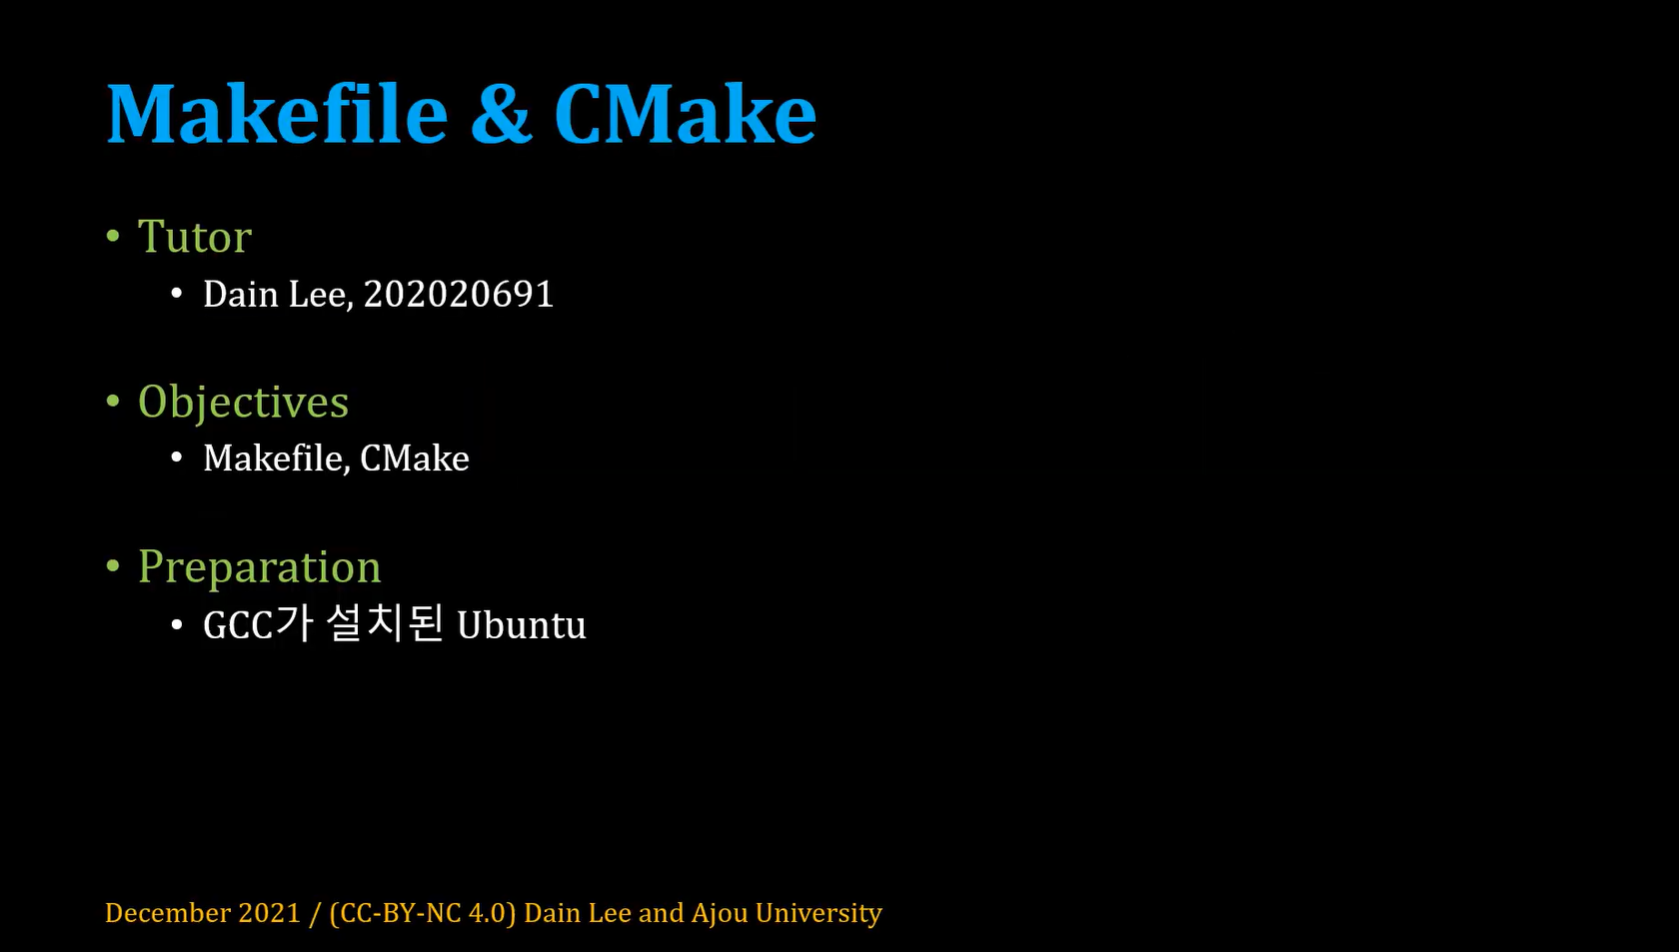 Makefile & CMake
• Tutor
• Dain Lee, 202020691
• Objectives
• Makefile, CMake
• Preparation
• GCC가 설치된 Ubuntu
December 2021 / (CC-BY-NC 4.0) Dain Lee and Ajou University